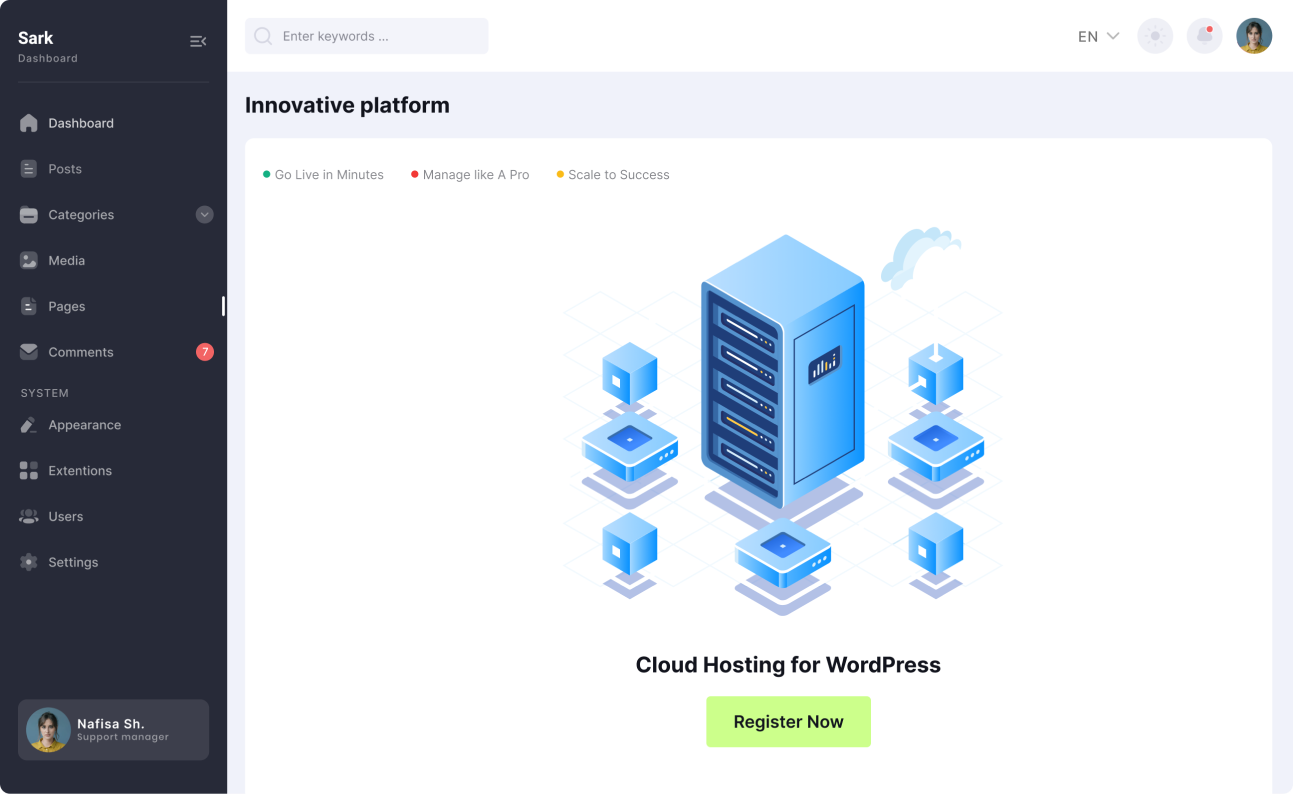 Sark
Dashboard
Dashboard
Posts
Categories
Media
Pages
Comments
7
SYSTEM
Appearance
Extentions
Users
Settings
Nafisa Sh.
Support manager
Enter keywords ...
EN
Innovative platform
Go Live in Minutes
Manage like A Pro
Scale to Success
Cloud Hosting for WordPress
Register Now